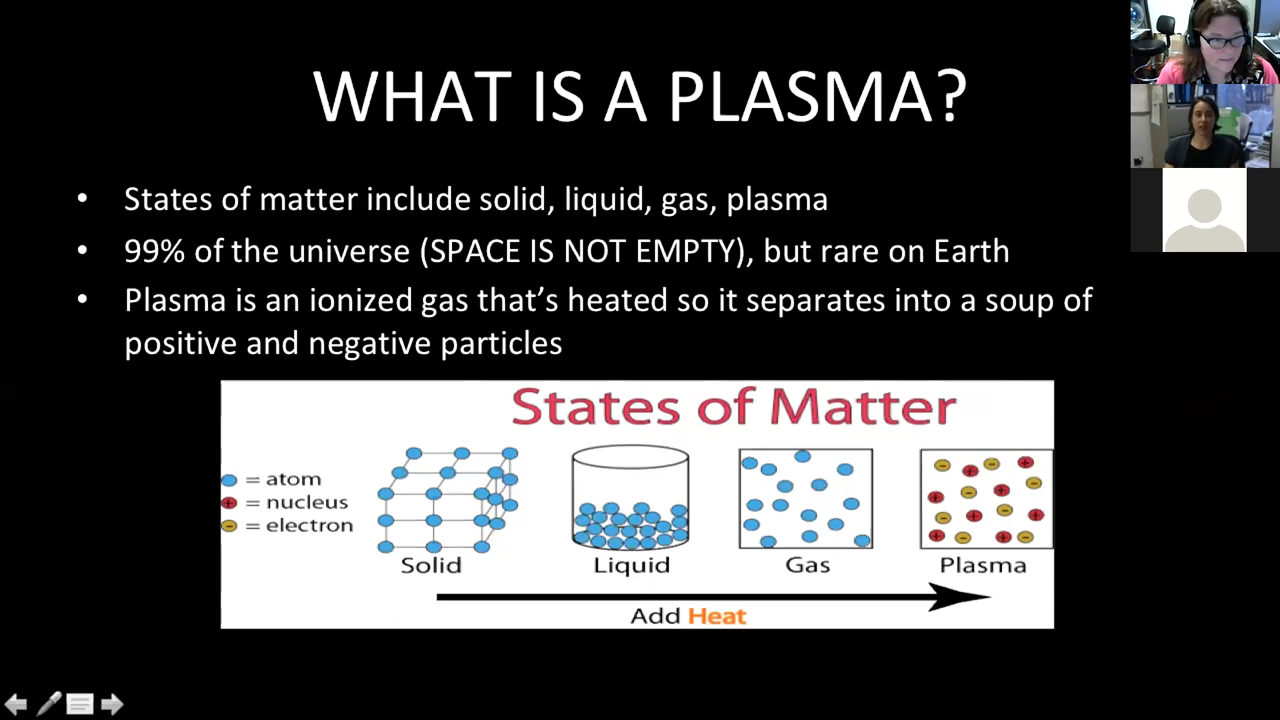 WHAT IS A PLASMA?
• States of matter include solid, liquid, gas, plasma
• 99% of the universe (SPACE IS NOT EMPTY), but rare on Earth
• Plasma is an ionized gas that’s heated so it separates into a soup of
positive and negative particles
States of Matter
= atom
+ = nucleus
− = electron
Solid Liquid Gas Plasma
Add Heat